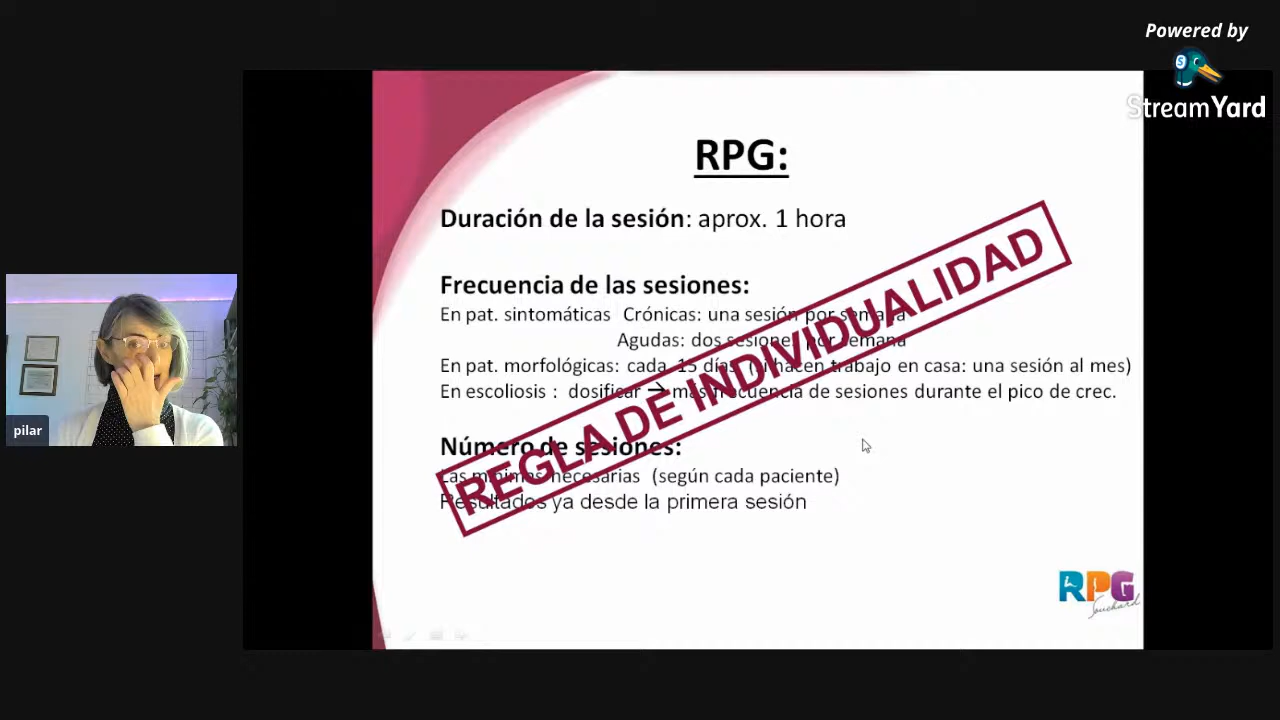 Powered by
StreamYard
RPG:
Duración de la sesión: aprox. 1 hora
Frecuencia de las sesiones:
En pat. sintomáticas Crónicas: una sesión por semana
Agudas: dos sesiones por semana
En pat. morfológicas: cada 15 días (si hacen trabajo en casa: una sesión al mes)
En escoliosis : dosificar → más frecuencia de sesiones durante el pico de crec.
Número de sesiones:
Las mínimas necesarias (según cada paciente)
Resultados ya desde la primera sesión
REGLA DE INDIVIDUALIDAD
RPG
Souchard
pilar